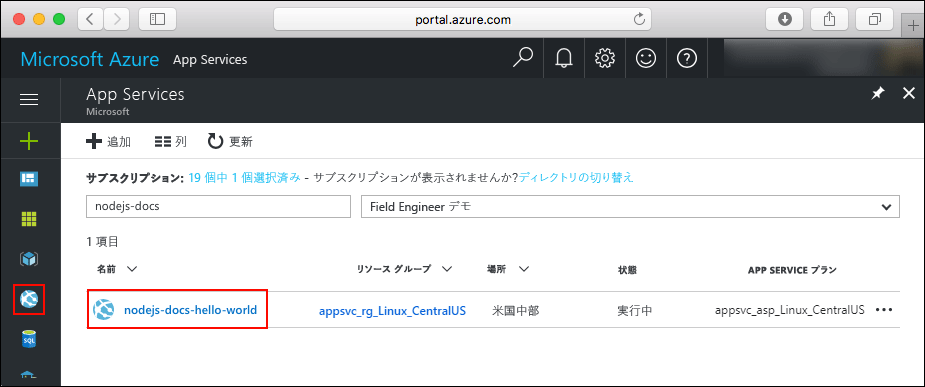 portal.azure.com
Microsoft Azure App Services
App Services
Microsoft
追加 列 更新
サブスクリプション: 19 個中 1 個選択済み - サブスクリプションが表示されませんか?ディレクトリの切り替え
nodejs-docs Field Engineer デモ
1 項目
名前 リソース グループ 場所 状態 APP SERVICE プラン
nodejs-docs-hello-world appsvc_rg_Linux_CentralUS 米国中部 実行中 appsvc_asp_Linux_CentralUS
SQL